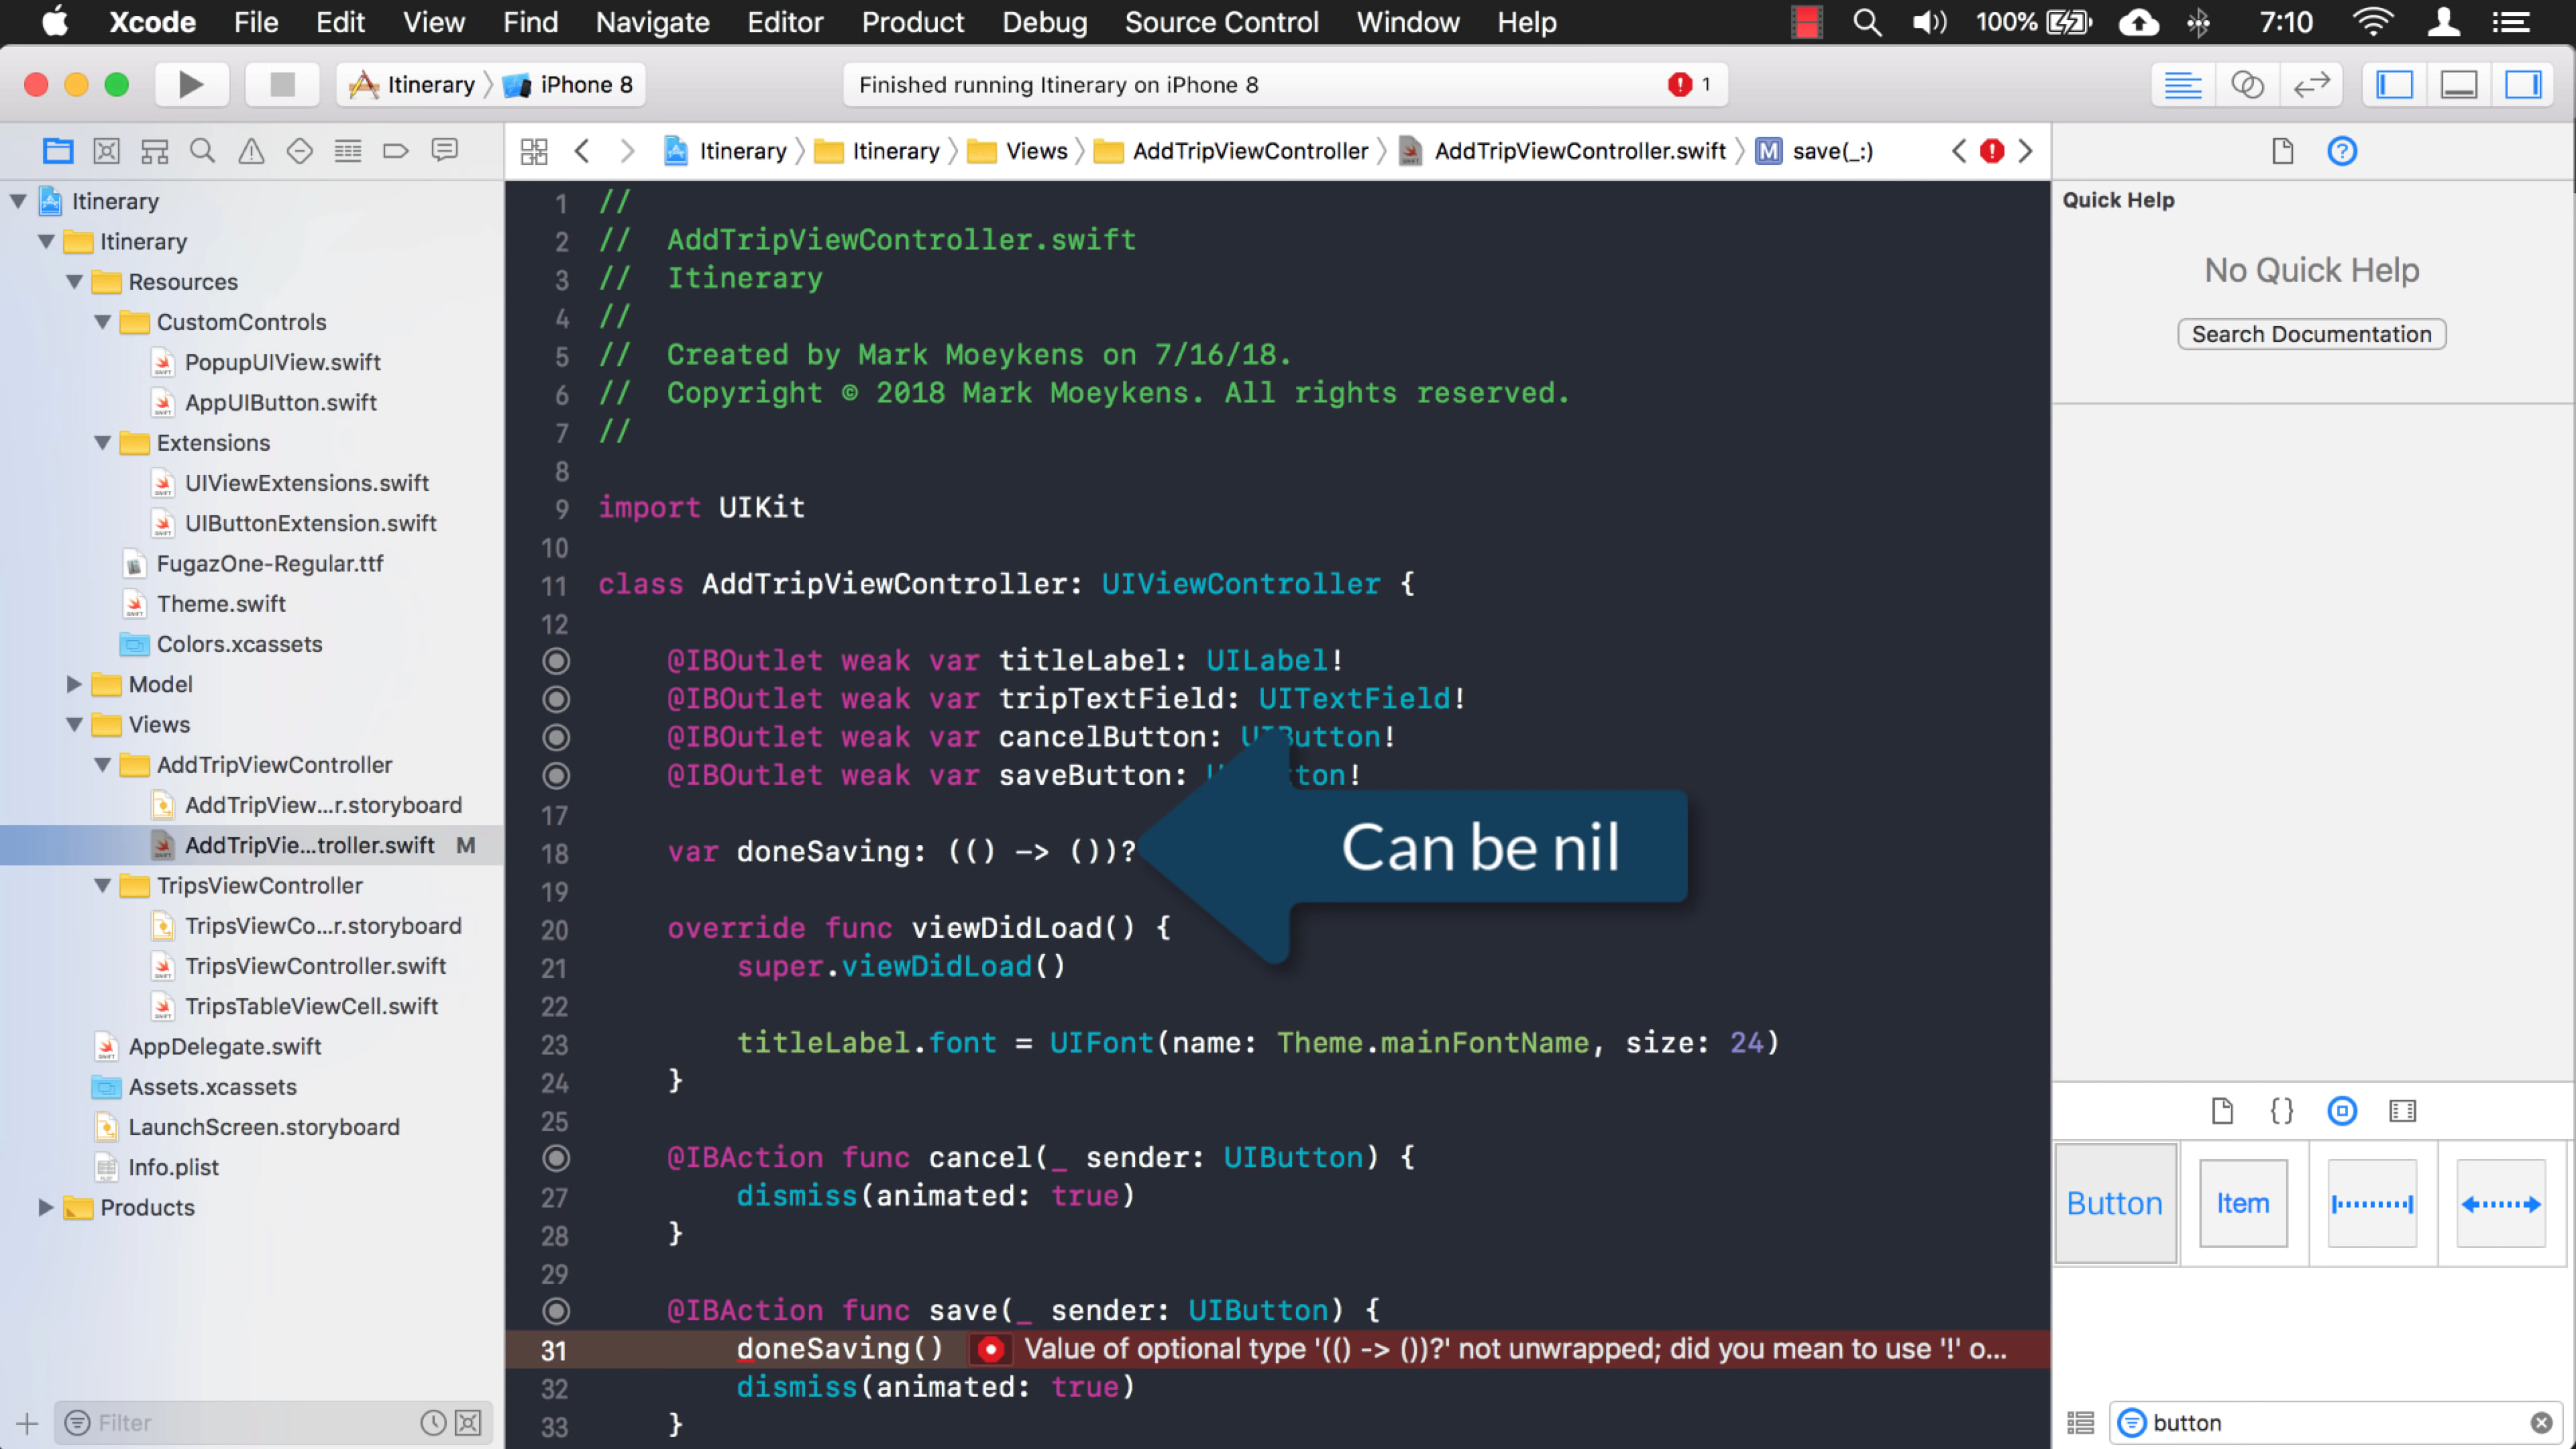 Xcode File Edit View Find Navigate Editor Product Debug Source Control Window Help 100% 7:10
Itinerary iPhone 8 Finished running Itinerary on iPhone 8 1
Itinerary Itinerary Views AddTripViewController AddTripViewController.swift M save(_:)
Itinerary
Itinerary
Resources
CustomControls
PopupUIView.swift
AppUIButton.swift
Extensions
UIViewExtensions.swift
UIButtonExtension.swift
FugazOne-Regular.ttf
Theme.swift
Colors.xcassets
Model
Views
AddTripViewController
AddTripView...r.storyboard
AddTripVie...troller.swift M
TripsViewController
TripsViewCo...r.storyboard
TripsViewController.swift
TripsTableViewCell.swift
AppDelegate.swift
Assets.xcassets
LaunchScreen.storyboard
Info.plist
Products
Filter
1 //
2 // AddTripViewController.swift
3 // Itinerary
4 //
5 // Created by Mark Moeykens on 7/16/18.
6 // Copyright © 2018 Mark Moeykens. All rights reserved.
7 //
8
9 import UIKit
10
11 class AddTripViewController: UIViewController {
12
@IBOutlet weak var titleLabel: UILabel!
@IBOutlet weak var tripTextField: UITextField!
@IBOutlet weak var cancelButton: UIButton!
@IBOutlet weak var saveButton: ton!
17
18 var doneSaving: (() -> ())?
Can be nil
19
20 override func viewDidLoad() {
21 super.viewDidLoad()
22
23 titleLabel.font = UIFont(name: Theme.mainFontName, size: 24)
24 }
25
@IBAction func cancel(_ sender: UIButton) {
27 dismiss(animated: true)
28 }
29
@IBAction func save(_ sender: UIButton) {
31 doneSaving() Value of optional type '(() -> ())?' not unwrapped; did you mean to use '!' o...
32 dismiss(animated: true)
33 }
Quick Help
No Quick Help
Search Documentation
{}
Button Item
button